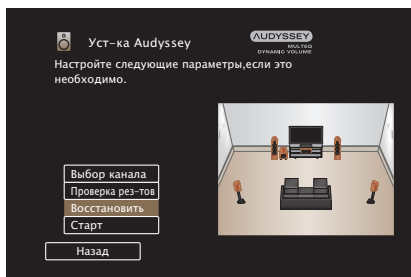 Уст-ка Audyssey
AUDYSSEY
MULTEQ
DYNAMIC VOLUME
Настройте следующие параметры,если это
необходимо.
Выбор канала
Проверка рез-тов
Восстановить
Старт
Назад